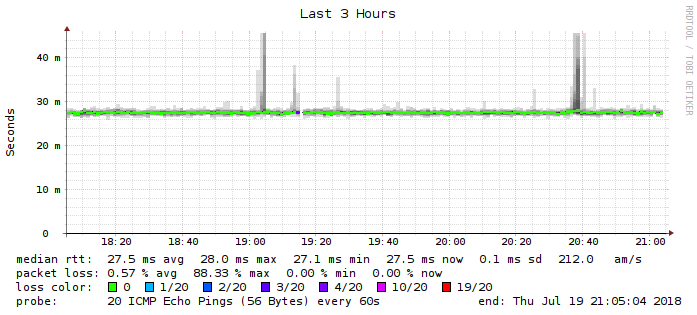 Last 3 Hours
RRDTOOL / TOBI OETIKER
Seconds
40 m
30 m
20 m
10 m
0
18:20 18:40 19:00 19:20 19:40 20:00 20:20 20:40 21:00
median rtt: 27.5 ms avg 28.0 ms max 27.1 ms min 27.5 ms now 0.1 ms sd 212.0 am/s
packet loss: 0.57 % avg 88.33 % max 0.00 % min 0.00 % now
loss color: 0 1/20 2/20 3/20 4/20 10/20 19/20
probe: 20 ICMP Echo Pings (56 Bytes) every 60s end: Thu Jul 19 21:05:04 2018